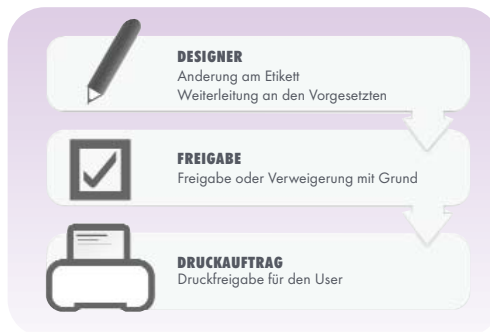 DESIGNER
Anderung am Etikett
Weiterleitung an den Vorgesetzten
FREIGABE
Freigabe oder Verweigerung mit Grund
DRUCKAUFTRAG
Druckfreigabe für den User